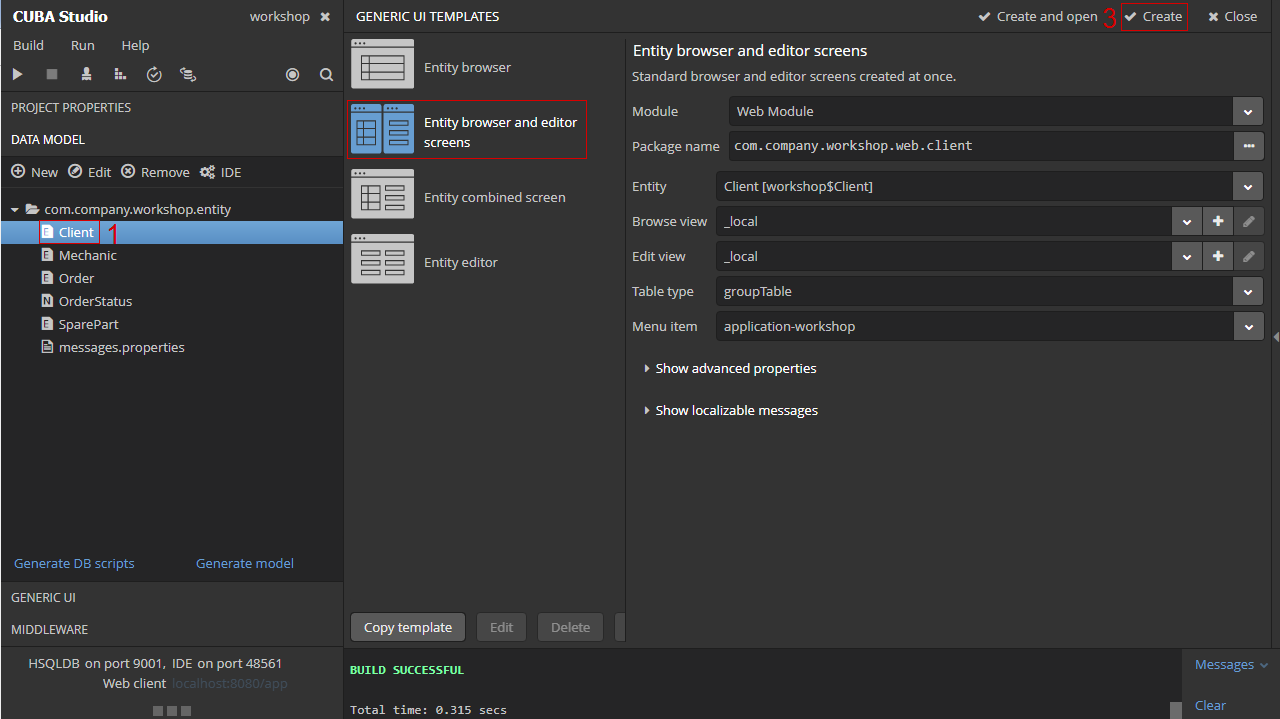 CUBA Studio
workshop
Build Run Help
PROJECT PROPERTIES
DATA MODEL
New Edit Remove IDE
com.company.workshop.entity
E Client 1
E Mechanic
E Order
N OrderStatus
E SparePart
messages.properties
Generate DB scripts Generate model
GENERIC UI
MIDDLEWARE
HSQLDB on port 9001, IDE on port 48561
Web client localhost:8080/app
GENERIC UI TEMPLATES
Create and open 3 Create Close
Entity browser
Entity browser and editor
screens
Entity combined screen
Entity editor
Copy template Edit Delete
Entity browser and editor screens
Standard browser and editor screens created at once.
Module Web Module
Package name com.company.workshop.web.client
Entity Client [workshop$Client]
Browse view _local
Edit view _local
Table type groupTable
Menu item application-workshop
Show advanced properties
Show localizable messages
BUILD SUCCESSFUL
Total time: 0.315 secs
Messages
Clear